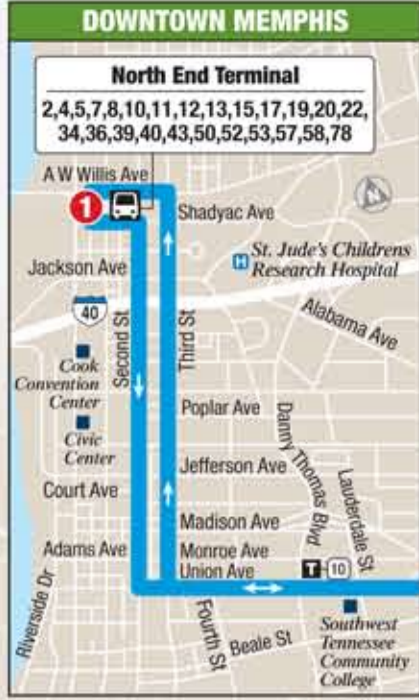 DOWNTOWN MEMPHIS
North End Terminal
2,4,5,7,8,10,11,12,13,15,17,19,20,22,
34,36,39,40,43,50,52,53,57,58,78
A W Willis Ave
1
Shadyac Ave
H
St. Jude's Childrens
Research Hospital
Jackson Ave
40
Alabama Ave
Second St
Third St
Cook
Convention
Center
Poplar Ave
Danny Thomas Blvd
Civic
Center
Jefferson Ave
Lauderdale St
Court Ave
Madison Ave
Adams Ave
Monroe Ave
Union Ave
T
10
Riverside Dr
Fourth St
Beale St
Southwest
Tennessee
Community
College
N